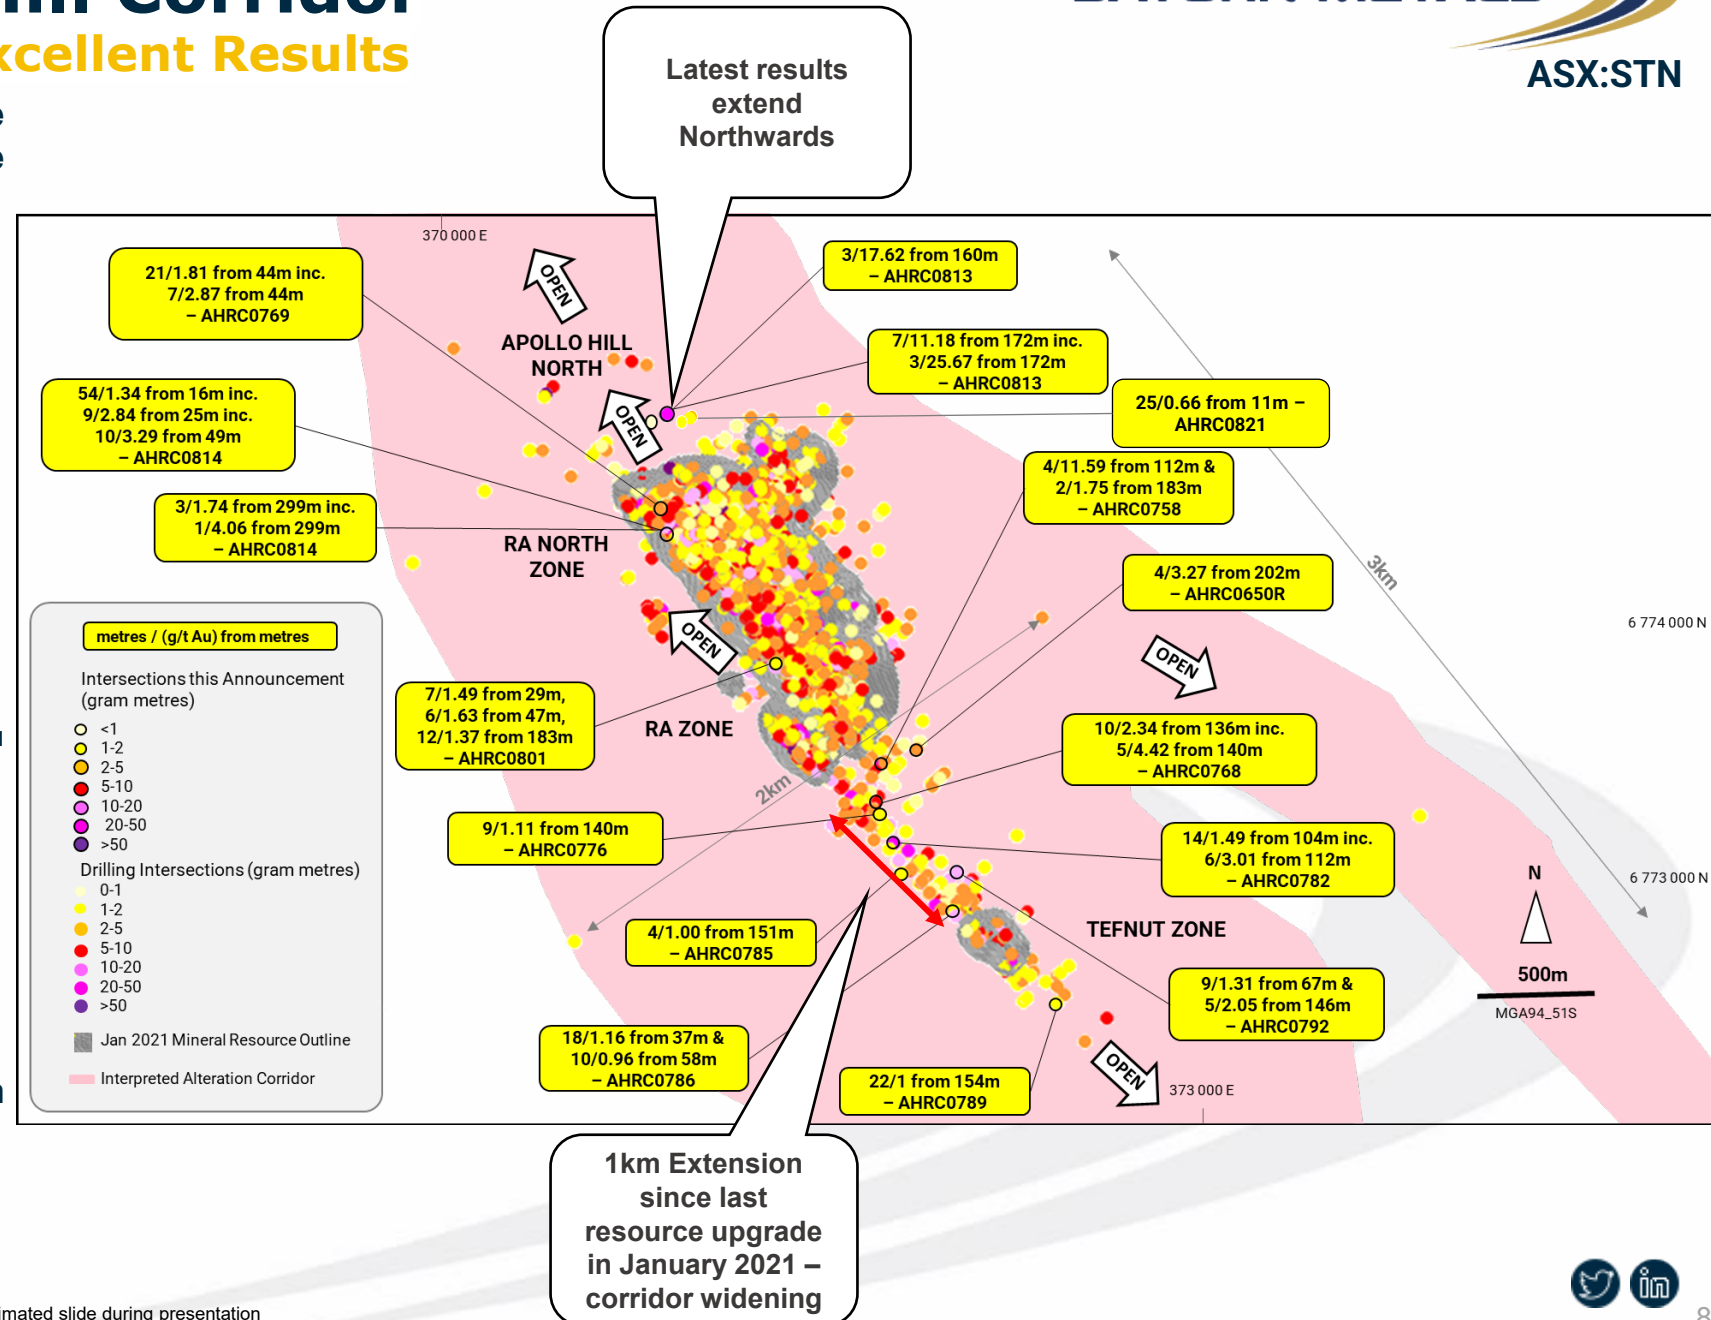 Corridor
Excellent Results
ASX:STN
Latest results
extend
Northwards
370 000 E
OPEN
21/1.81 from 44m inc.
7/2.87 from 44m
– AHRC0769
3/17.62 from 160m
– AHRC0813
APOLLO HILL
NORTH
7/11.18 from 172m inc.
3/25.67 from 172m
– AHRC0813
54/1.34 from 16m inc.
9/2.84 from 25m inc.
10/3.29 from 49m
– AHRC0814
OPEN
25/0.66 from 11m –
AHRC0821
4/11.59 from 112m &
2/1.75 from 183m
– AHRC0758
3/1.74 from 299m inc.
1/4.06 from 299m
– AHRC0814
RA NORTH
ZONE
3km
4/3.27 from 202m
– AHRC0650R
6 774 000 N
OPEN
OPEN
metres / (g/t Au) from metres
Intersections this Announcement
(gram metres)
<1
1-2
2-5
5-10
10-20
20-50
>50
Drilling Intersections (gram metres)
0-1
1-2
2-5
5-10
10-20
20-50
>50
Jan 2021 Mineral Resource Outline
Interpreted Alteration Corridor
7/1.49 from 29m,
6/1.63 from 47m,
12/1.37 from 183m
– AHRC0801
RA ZONE
10/2.34 from 136m inc.
5/4.42 from 140m
– AHRC0768
2km
9/1.11 from 140m
– AHRC0776
14/1.49 from 104m inc.
6/3.01 from 112m
– AHRC0782
N
6 773 000 N
4/1.00 from 151m
– AHRC0785
TEFNUT ZONE
500m
MGA94_51S
9/1.31 from 67m &
5/2.05 from 146m
– AHRC0792
18/1.16 from 37m &
10/0.96 from 58m
– AHRC0786
22/1 from 154m
– AHRC0789
OPEN
373 000 E
1km Extension
since last
resource upgrade
in January 2021 –
corridor widening
slide during presentation
8